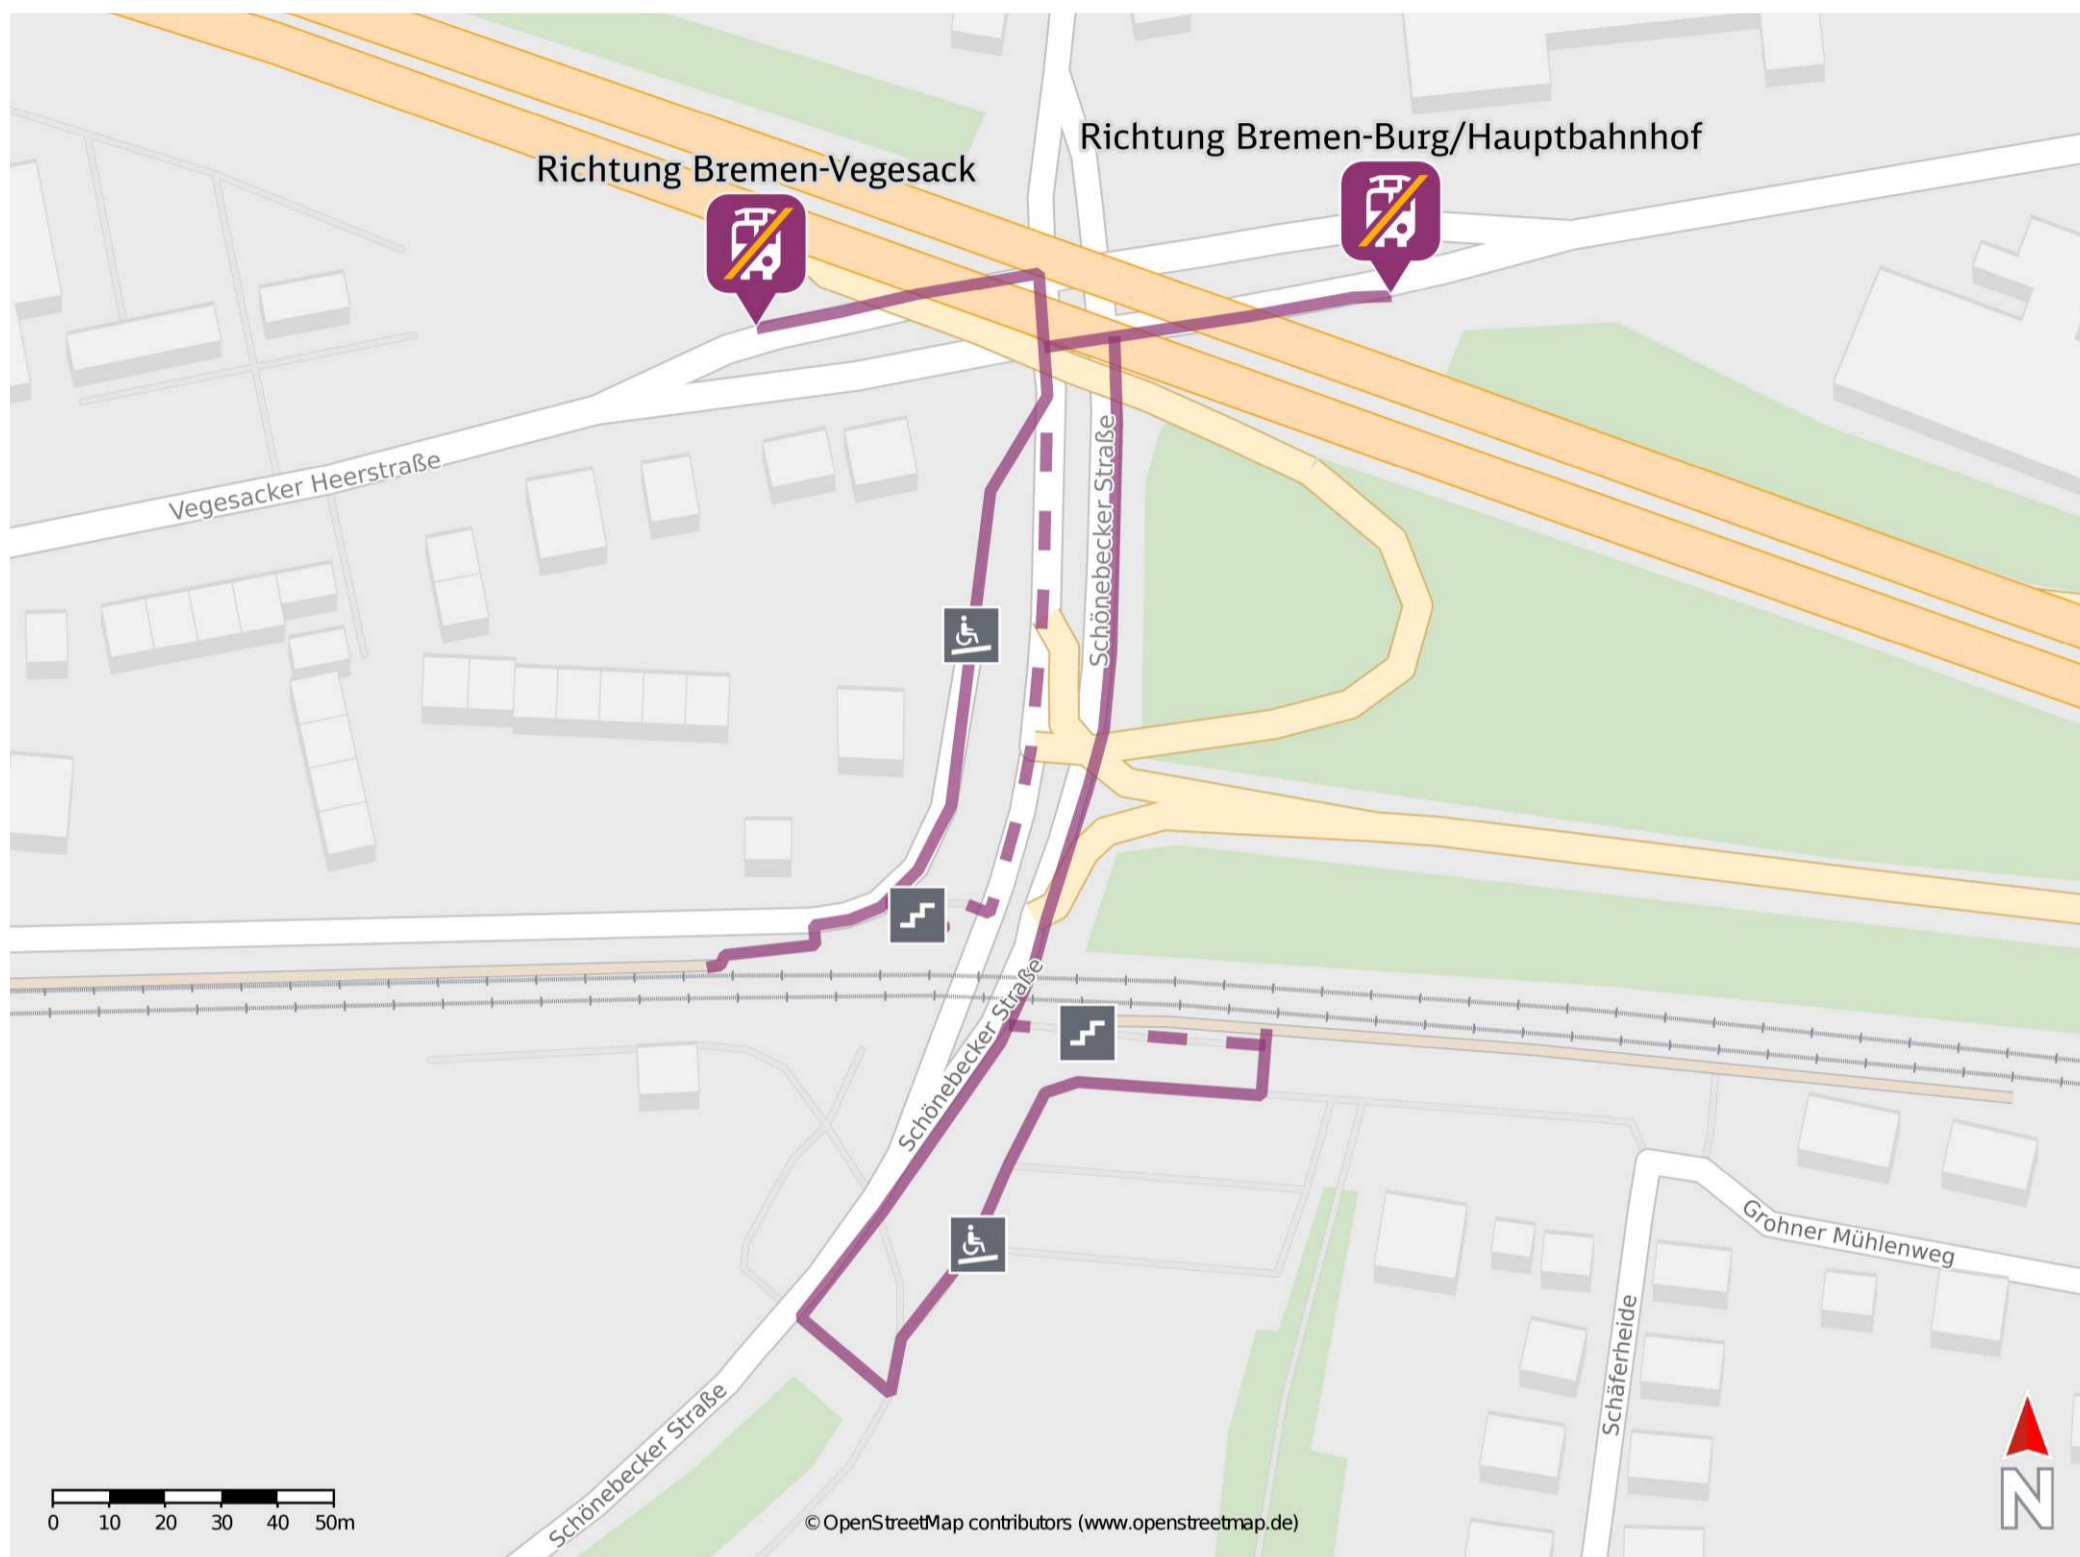 Richtung Bremen-Burg/Hauptbahnhof
Richtung Bremen-Vegesack
Vegesacker Heerstraße
Schönebecker Straße
Schönebecker Straße
Grohner Mühlenweg
Schäferheide
Schönebecker Straße
0 10 20 30 40 50m
© OpenStreetMap contributors (www.openstreetmap.de)
N